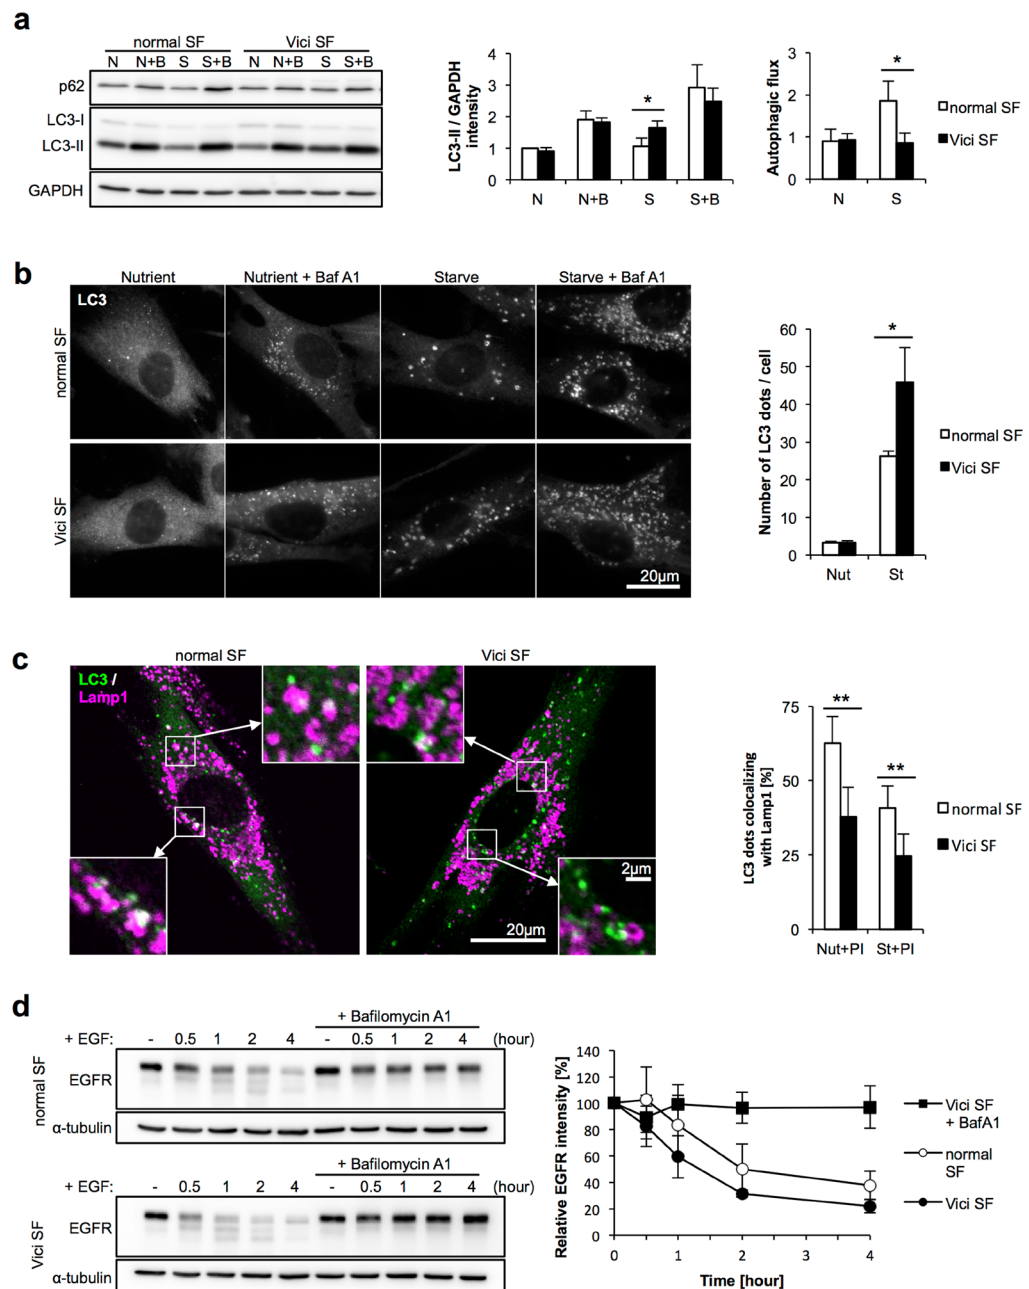 a
normal SF
Vici SF
N N+B S S+B N N+B S S+B
p62
LC3-I
LC3-II
GAPDH
LC3-II / GAPDH
intensity
4
3
2
1
0
*
N N+B S S+B
Autophagic flux
3
2
1
0
*
N S
normal SF
Vici SF
b
Nutrient Nutrient + Baf A1 Starve Starve + Baf A1
LC3
normal SF
Vici SF
20µm
Number of LC3 dots / cell
60
50
40
30
20
10
0
*
Nut St
normal SF
Vici SF
c
normal SF
Vici SF
LC3 /
Lamp1
2µm
20µm
LC3 dots colocalizing
with Lamp1 [%]
75
50
25
0
**
**
Nut+PI St+PI
normal SF
Vici SF
d
+ Bafilomycin A1
+ EGF: - 0.5 1 2 4 - 0.5 1 2 4 (hour)
normal SF
EGFR
α-tubulin
+ Bafilomycin A1
+ EGF: - 0.5 1 2 4 - 0.5 1 2 4 (hour)
Vici SF
EGFR
α-tubulin
Relative EGFR intensity [%]
140
120
100
80
60
40
20
0
0 1 2 3 4
Time [hour]
Vici SF
+ BafA1
normal
SF
Vici SF